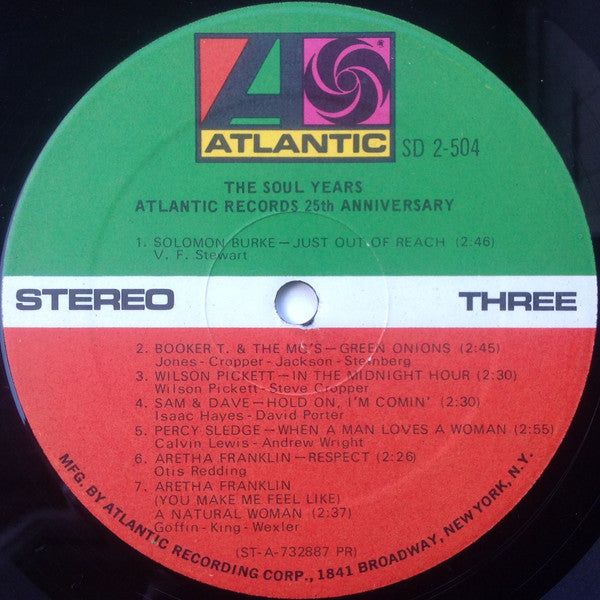 ATLANTIC
SD 2-504
THE SOUL YEARS
ATLANTIC RECORDS 25th ANNIVERSARY
1. SOLOMON BURKE—JUST OUT OF REACH (2:46)
V. F. Stewart
STEREO THREE
2. BOOKER T. & THE MG'S—GREEN ONIONS (2:45)
Jones - Cropper - Jackson - Steinberg
3. WILSON PICKETT—IN THE MIDNIGHT HOUR (2:30)
Wilson Pickett - Steve Cropper
4. SAM & DAVE—HOLD ON, I'M COMIN' (2:30)
Isaac Hayes - David Porter
5. PERCY SLEDGE—WHEN A MAN LOVES A WOMAN (2:55)
Calvin Lewis - Andrew Wright
6. ARETHA FRANKLIN—RESPECT (2:26)
Otis Redding
7. ARETHA FRANKLIN
(YOU MAKE ME FEEL LIKE)
A NATURAL WOMAN (2:37)
Goffin - King - Wexler
(ST-A-732887 PR)
MFG. BY ATLANTIC RECORDING CORP., 1841 BROADWAY, NEW YORK, N.Y.